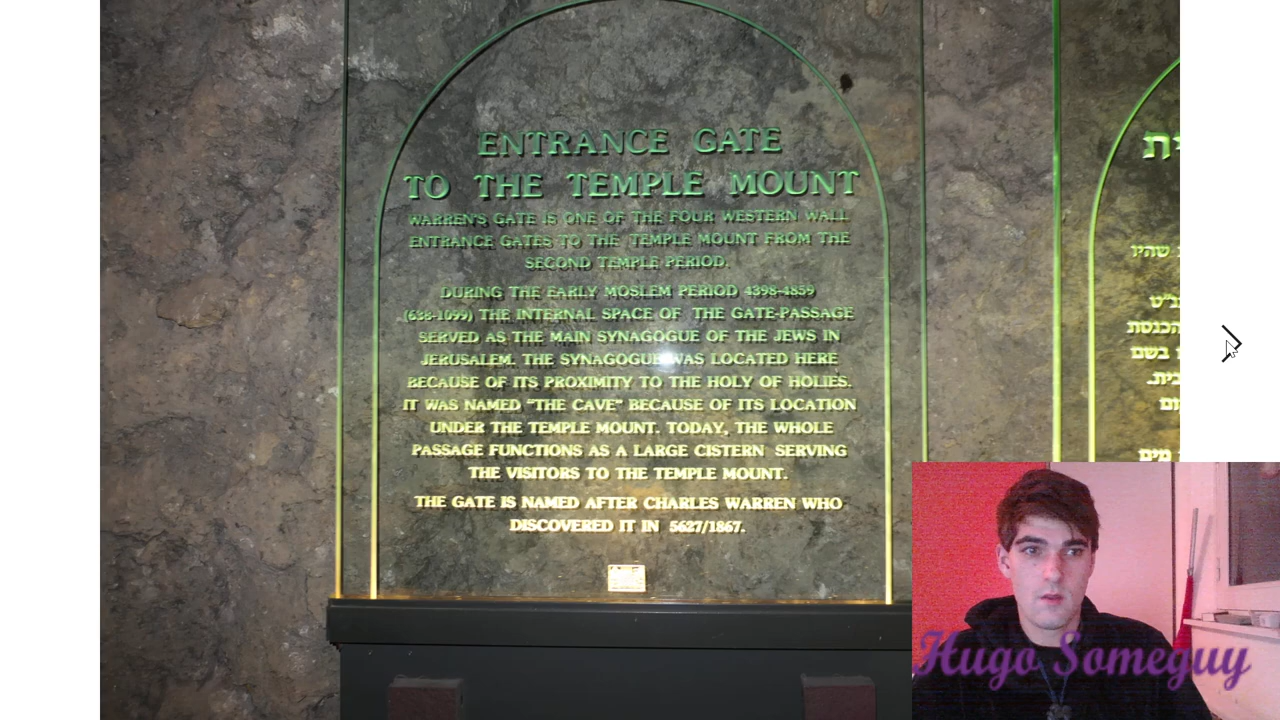 ENTRANCE GATE
TO THE TEMPLE MOUNT
WARREN'S GATE IS ONE OF THE FOUR WESTERN WALL
ENTRANCE GATES TO THE TEMPLE MOUNT FROM THE
SECOND TEMPLE PERIOD.
DURING THE EARLY MOSLEM PERIOD 4398-4859
(638-1099) THE INTERNAL SPACE OF THE GATE-PASSAGE
SERVED AS THE MAIN SYNAGOGUE OF THE JEWS IN
JERUSALEM. THE SYNAGOGUE WAS LOCATED HERE
BECAUSE OF ITS PROXIMITY TO THE HOLY OF HOLIES.
IT WAS NAMED "THE CAVE" BECAUSE OF ITS LOCATION
UNDER THE TEMPLE MOUNT. TODAY, THE WHOLE
PASSAGE FUNCTIONS AS A LARGE CISTERN SERVING
THE VISITORS TO THE TEMPLE MOUNT.
THE GATE IS NAMED AFTER CHARLES WARREN WHO
DISCOVERED IT IN 5627/1867.
שהיו
הכנסת
בשם
מים
Hugo Someguy